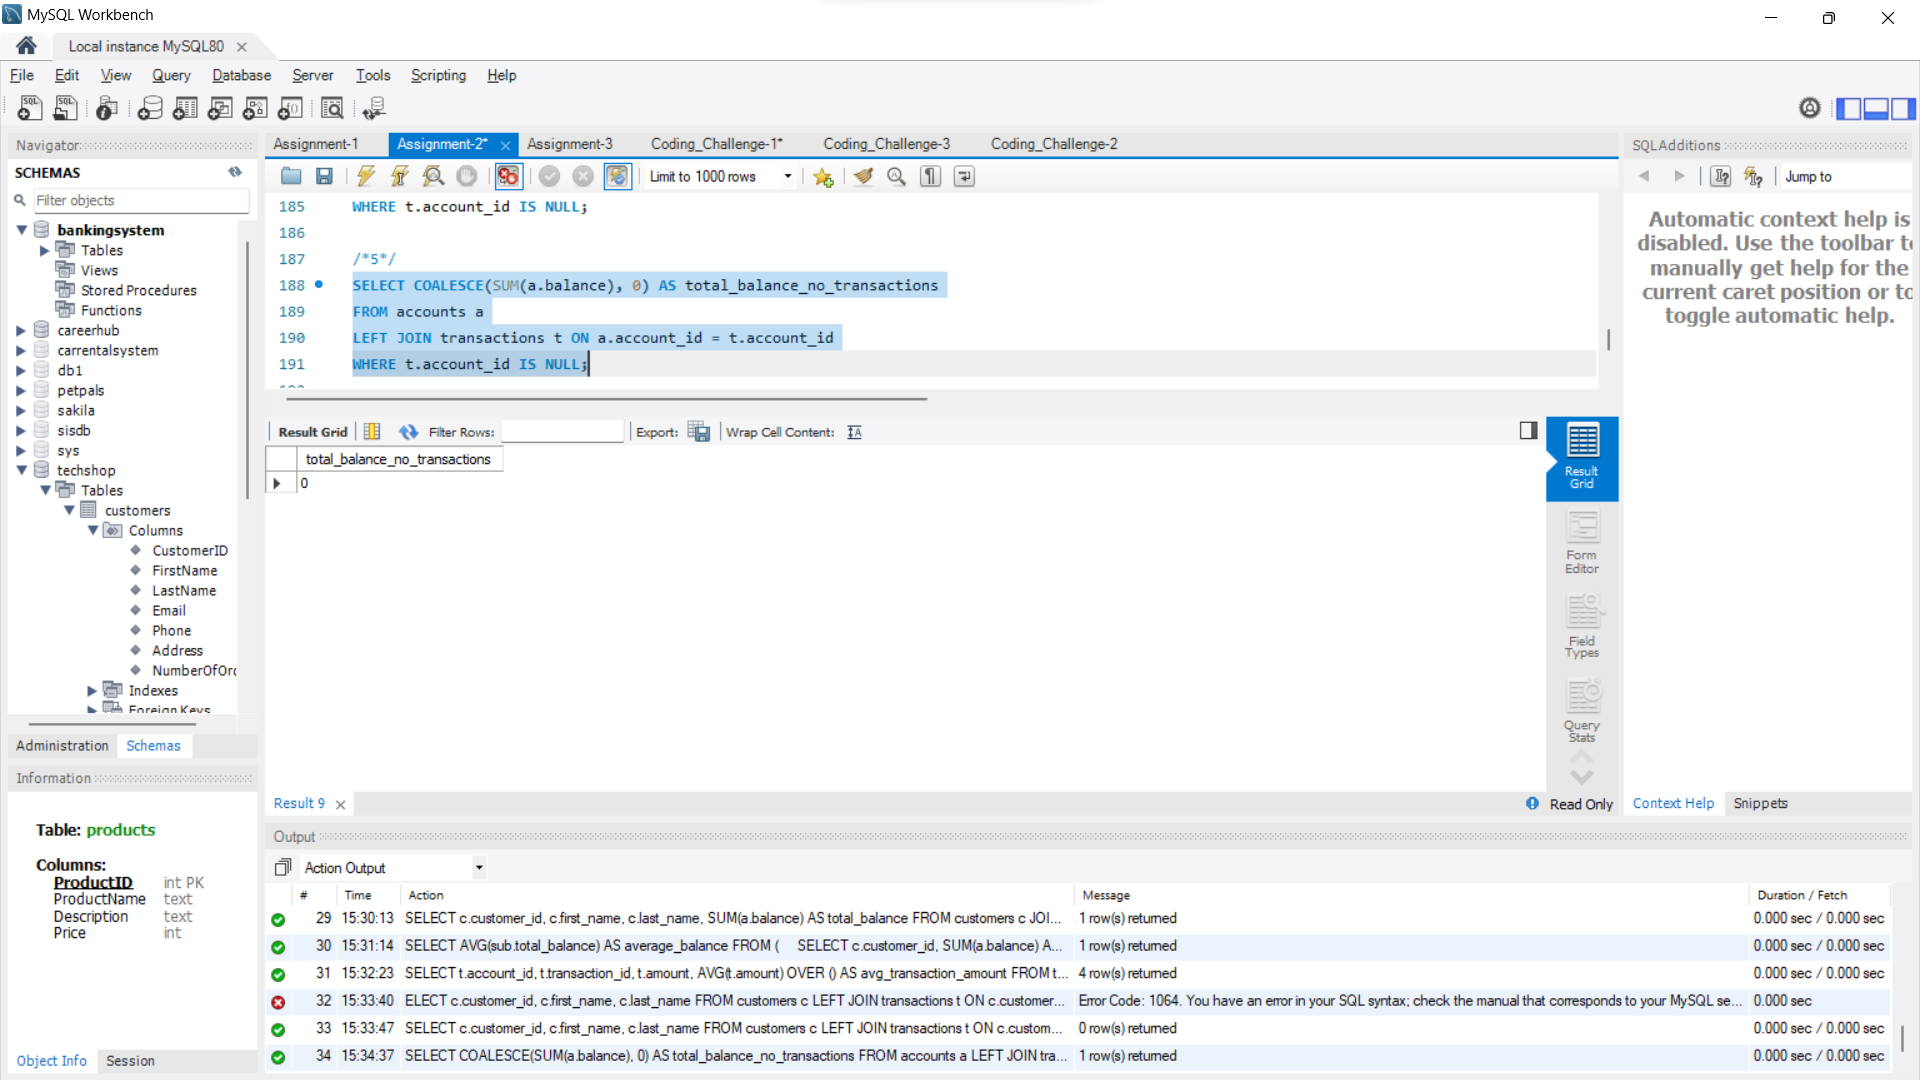 MySQL Workbench
Local instance MySQL80
File Edit View Query Database Server Tools Scripting Help
Navigator
SCHEMAS
Filter objects
bankingsystem
Tables
Views
Stored Procedures
Functions
careerhub
carrentalsystem
db1
petpals
sakila
sisdb
sys
techshop
Tables
customers
Columns
CustomerID
FirstName
LastName
Email
Phone
Address
NumberOfOrc
Indexes
Foreign Keys
Administration Schemas
Information
Table: products
Columns:
ProductID int PK
ProductName text
Description text
Price int
Object Info Session
Assignment-1 Assignment-2* Assignment-3 Coding_Challenge-1* Coding_Challenge-3 Coding_Challenge-2
Limit to 1000 rows
185 WHERE t.account_id IS NULL;
186
187 /*5*/
188 SELECT COALESCE(SUM(a.balance), 0) AS total_balance_no_transactions
189 FROM accounts a
190 LEFT JOIN transactions t ON a.account_id = t.account_id
191 WHERE t.account_id IS NULL;
Result Grid Filter Rows: Export: Wrap Cell Content:
total_balance_no_transactions
0
Result Grid
Form Editor
Field Types
Query Stats
Result 9
Read Only
SQLAdditions
Jump to
Automatic context help is
disabled. Use the toolbar to
manually get help for the
current caret position or to
toggle automatic help.
Context Help Snippets
Output
Action Output
# Time Action Message Duration / Fetch
29 15:30:13 SELECT c.customer_id, c.first_name, c.last_name, SUM(a.balance) AS total_balance FROM customers c JOI... 1 row(s) returned 0.000 sec / 0.000 sec
30 15:31:14 SELECT AVG(sub.total_balance) AS average_balance FROM ( SELECT c.customer_id, SUM(a.balance) A... 1 row(s) returned 0.000 sec / 0.000 sec
31 15:32:23 SELECT t.account_id, t.transaction_id, t.amount, AVG(t.amount) OVER () AS avg_transaction_amount FROM t... 4 row(s) returned 0.000 sec / 0.000 sec
32 15:33:40 ELECT c.customer_id, c.first_name, c.last_name FROM customers c LEFT JOIN transactions t ON c.customer... Error Code: 1064. You have an error in your SQL syntax; check the manual that corresponds to your MySQL se... 0.000 sec
33 15:33:47 SELECT c.customer_id, c.first_name, c.last_name FROM customers c LEFT JOIN transactions t ON c.custom... 0 row(s) returned 0.000 sec / 0.000 sec
34 15:34:37 SELECT COALESCE(SUM(a.balance), 0) AS total_balance_no_transactions FROM accounts a LEFT JOIN tra... 1 row(s) returned 0.000 sec / 0.000 sec